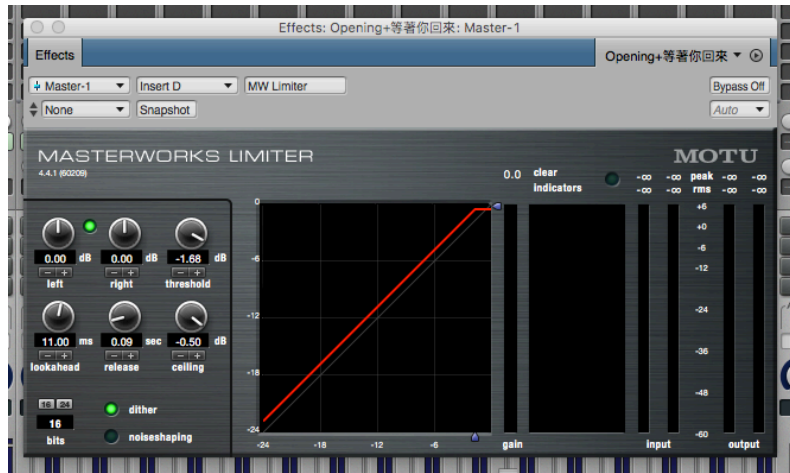 Effects: Opening+等著你回來: Master-1
Effects
Opening+等著你回來
Master-1 Insert D MW Limiter Bypass Off
None Snapshot Auto
MASTERWORKS LIMITER MOTU
4.4.1 (60209)
0.0 clear indicators
-∞ -∞ peak -∞ -∞
-∞ -∞ rms -∞ -∞
0.00 dB 0.00 dB -1.68 dB
- + - + - +
left right threshold
11.00 ms 0.09 sec -0.50 dB
- + - + - +
lookahead release ceiling
16 24
16
bits
dither
noiseshaping
0
-6
-12
-18
-24
-24 -18 -12 -6
gain
+6
+0
-6
-12
-24
-36
-48
-60
input output